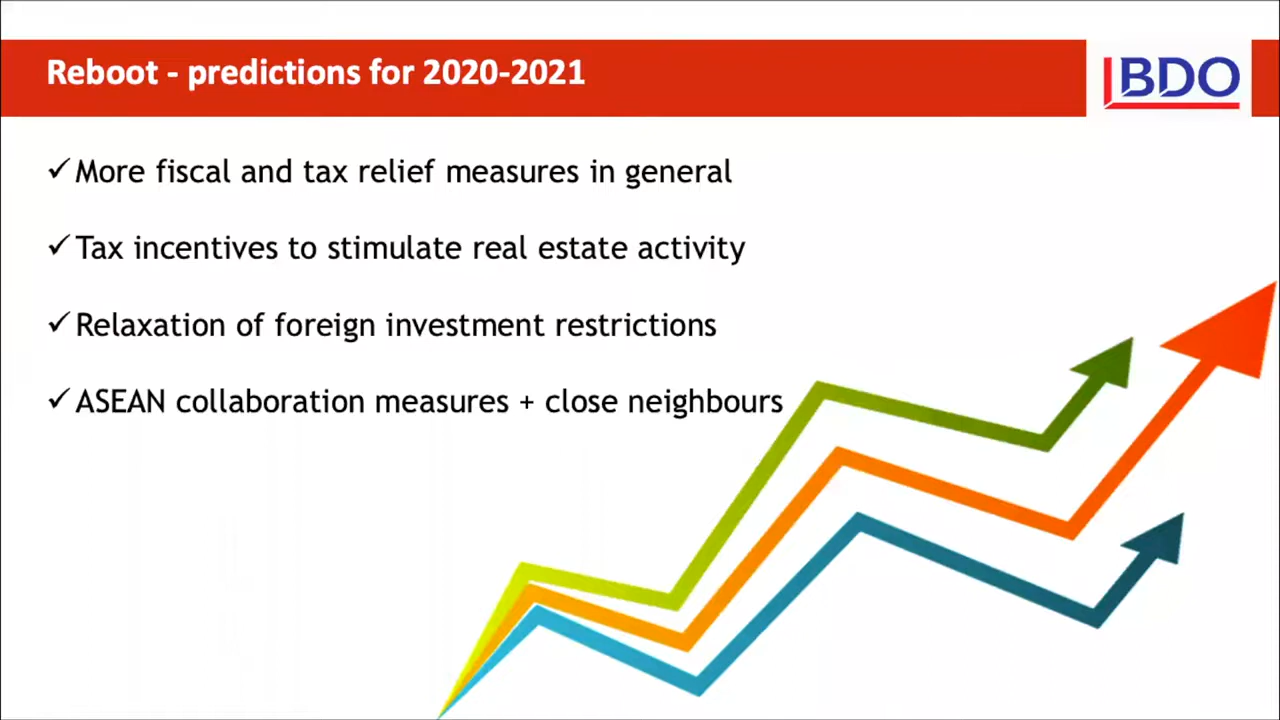 Reboot - predictions for 2020-2021
BDO
✓More fiscal and tax relief measures in general
✓Tax incentives to stimulate real estate activity
✓Relaxation of foreign investment restrictions
✓ASEAN collaboration measures + close neighbours